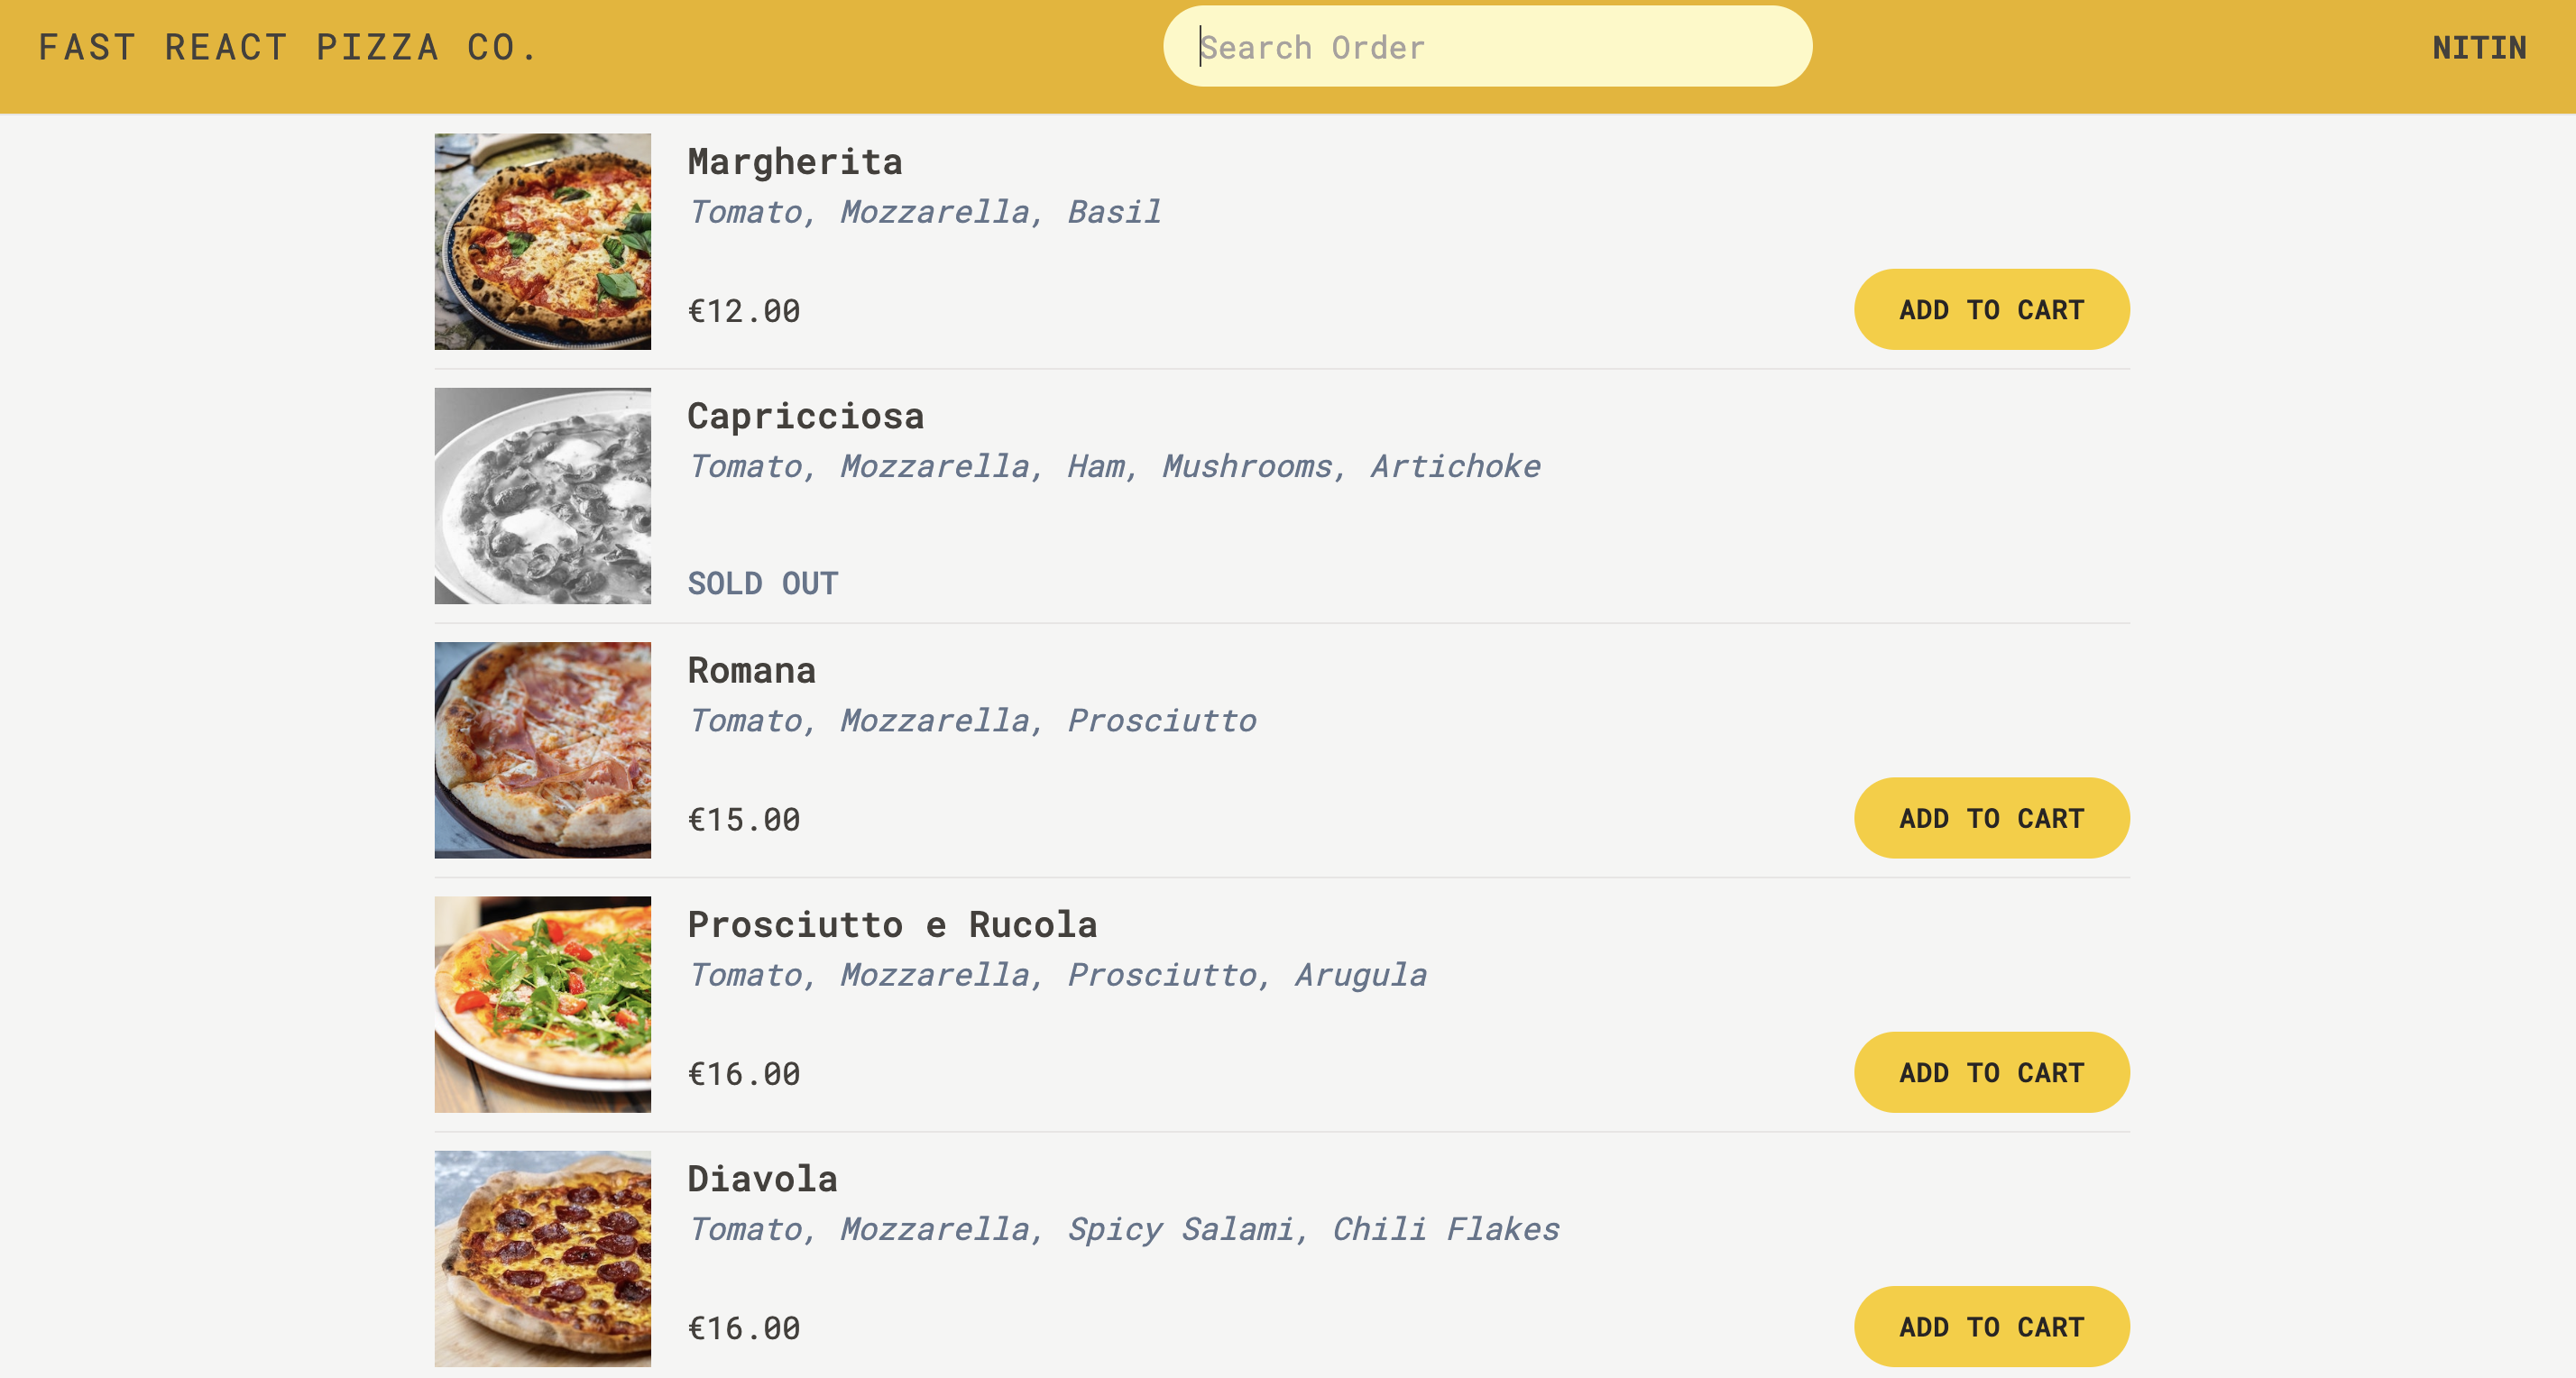 FAST REACT PIZZA CO.
Search Order
NITIN
Margherita
Tomato, Mozzarella, Basil
€12.00
ADD TO CART
Capricciosa
Tomato, Mozzarella, Ham, Mushrooms, Artichoke
SOLD OUT
Romana
Tomato, Mozzarella, Prosciutto
€15.00
ADD TO CART
Prosciutto e Rucola
Tomato, Mozzarella, Prosciutto, Arugula
€16.00
ADD TO CART
Diavola
Tomato, Mozzarella, Spicy Salami, Chili Flakes
€16.00
ADD TO CART